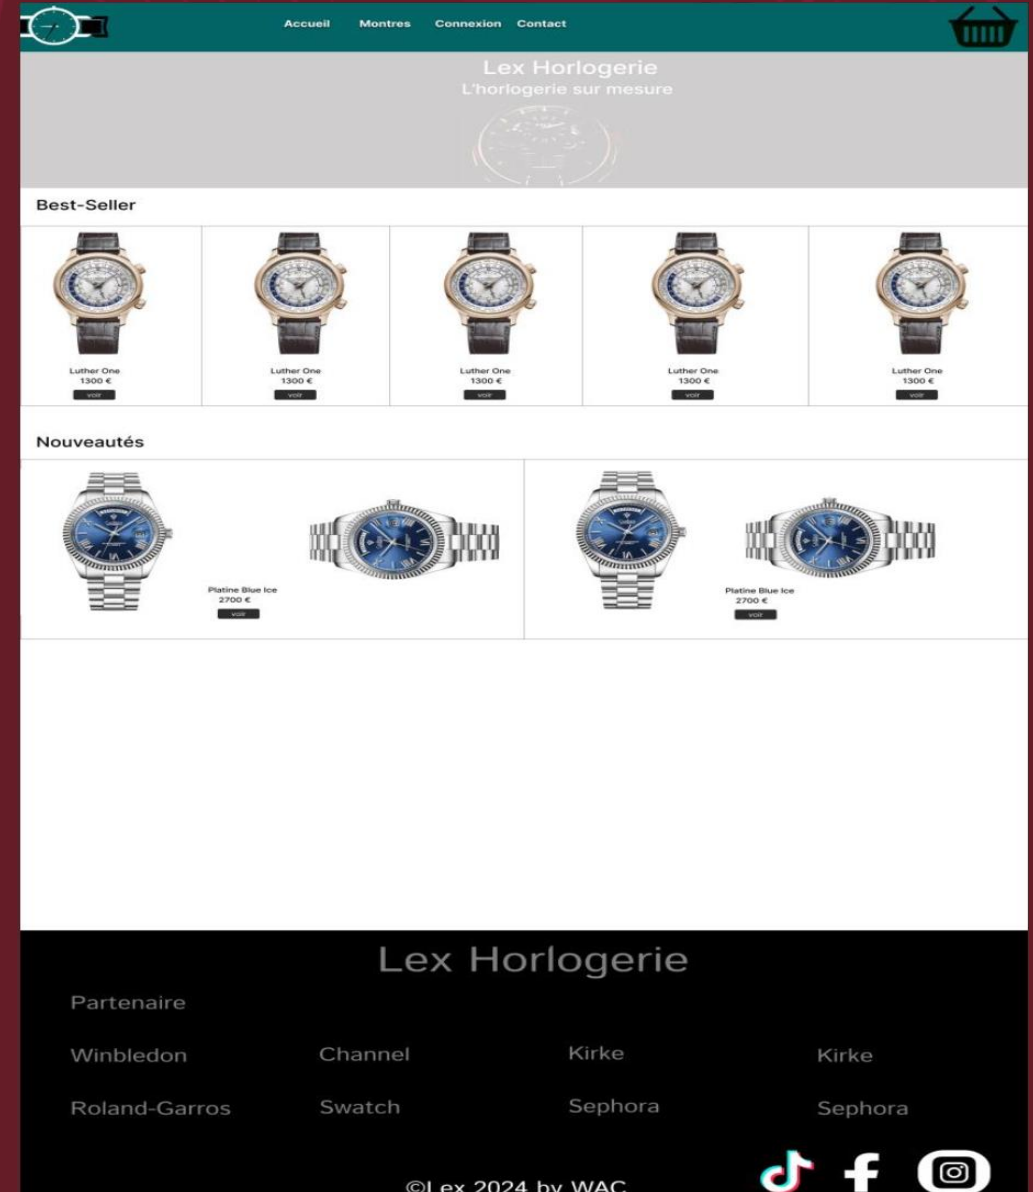 Accueil Montres Connexion Contact
Lex Horlogerie
L'horlogerie sur mesure
Best-Seller
Luther One Luther One Luther One Luther One Luther One
1300 € 1300 € 1300 € 1300 € 1300 €
voir voir voir voir voir
Nouveautés
Platine Blue Ice Platine Blue Ice
2700 € 2700 €
voir voir
Lex Horlogerie
Partenaire
Winbledon Channel Kirke Kirke
Roland-Garros Swatch Sephora Sephora
©Lex 2024 by WAC